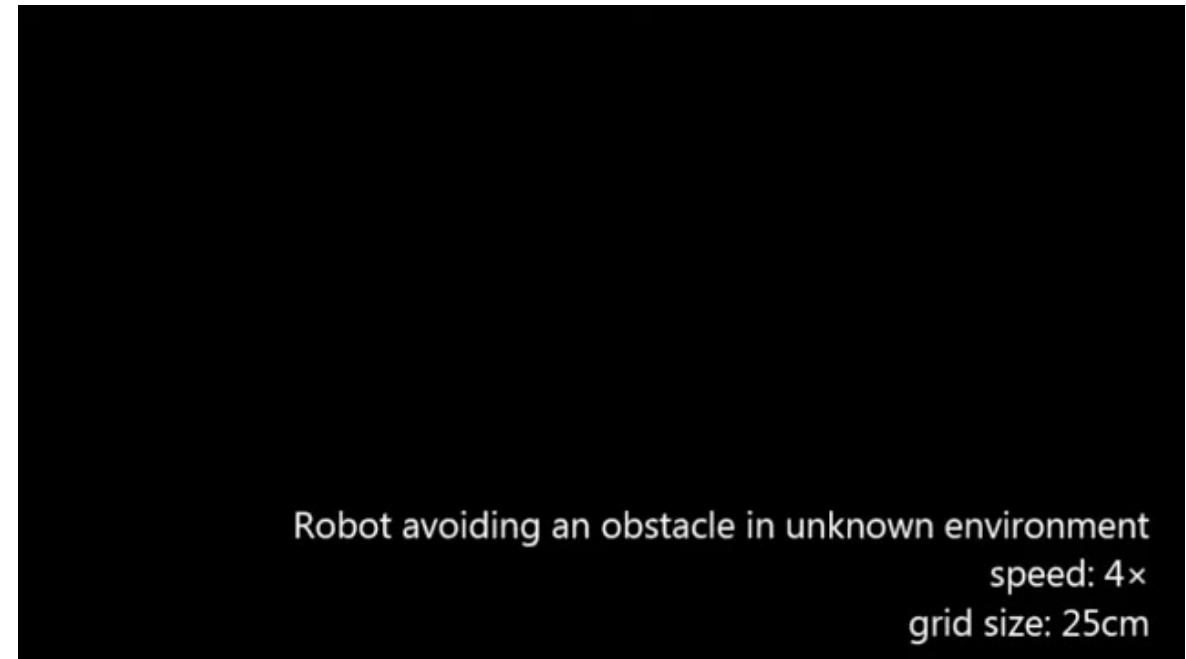 Robot avoiding an obstacle in unknown environment
speed: 4×
grid size: 25cm